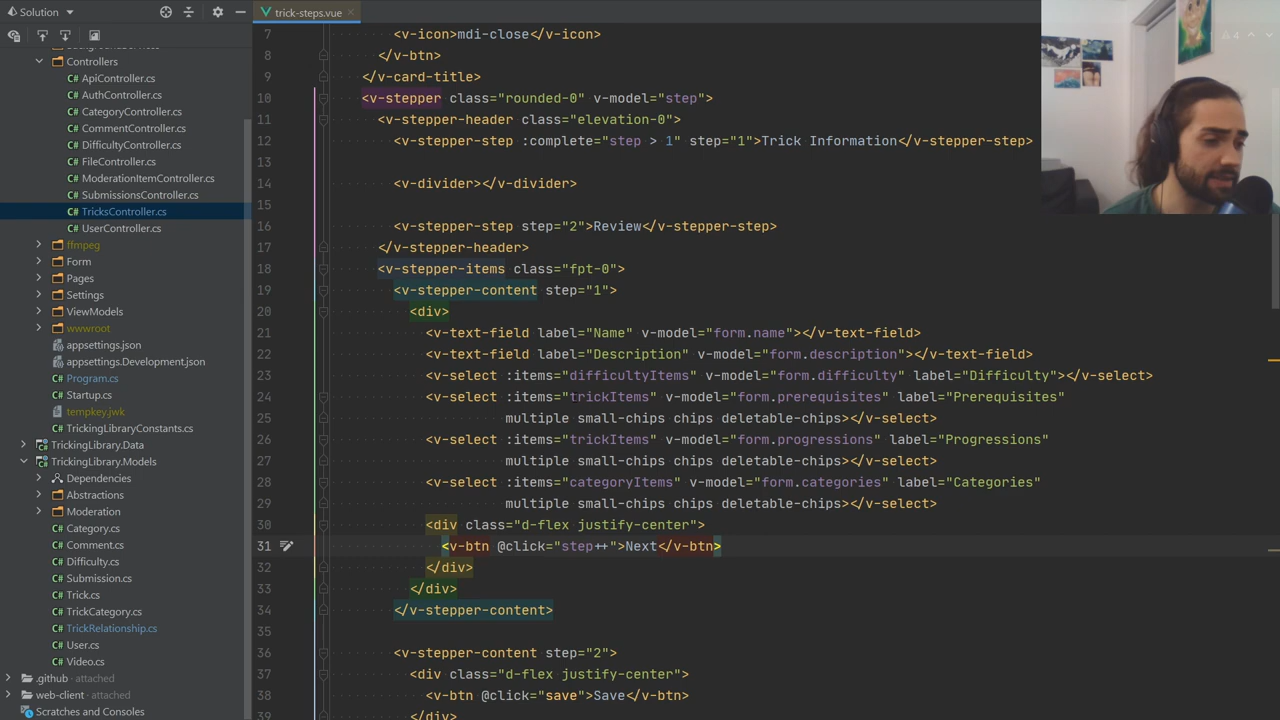 Solution
trick-steps.vue
Controllers
ApiController.cs
AuthController.cs
CategoryController.cs
CommentController.cs
DifficultyController.cs
FileController.cs
ModerationItemController.cs
SubmissionsController.cs
TricksController.cs
UserController.cs
ffmpeg
Form
Pages
Settings
ViewModels
wwwroot
appsettings.json
appsettings.Development.json
Program.cs
Startup.cs
tempkey.jwk
TrickingLibraryConstants.cs
TrickingLibrary.Data
TrickingLibrary.Models
Dependencies
Abstractions
Moderation
Category.cs
Comment.cs
Difficulty.cs
Submission.cs
Trick.cs
TrickCategory.cs
TrickRelationship.cs
User.cs
Video.cs
.github attached
web-client attached
Scratches and Consoles
7 <v-icon>mdi-close</v-icon>
8 </v-btn>
9 </v-card-title>
10 <v-stepper class="rounded-0" v-model="step">
11 <v-stepper-header class="elevation-0">
12 <v-stepper-step :complete="step > 1" step="1">Trick Information</v-stepper-step>
13
14 <v-divider></v-divider>
15
16 <v-stepper-step step="2">Review</v-stepper-step>
17 </v-stepper-header>
18 <v-stepper-items class="fpt-0">
19 <v-stepper-content step="1">
20 <div>
21 <v-text-field label="Name" v-model="form.name"></v-text-field>
22 <v-text-field label="Description" v-model="form.description"></v-text-field>
23 <v-select :items="difficultyItems" v-model="form.difficulty" label="Difficulty"></v-select>
24 <v-select :items="trickItems" v-model="form.prerequisites" label="Prerequisites"
25 multiple small-chips chips deletable-chips></v-select>
26 <v-select :items="trickItems" v-model="form.progressions" label="Progressions"
27 multiple small-chips chips deletable-chips></v-select>
28 <v-select :items="categoryItems" v-model="form.categories" label="Categories"
29 multiple small-chips chips deletable-chips></v-select>
30 <div class="d-flex justify-center">
31 <v-btn @click="step++">Next</v-btn>
32 </div>
33 </div>
34 </v-stepper-content>
35
36 <v-stepper-content step="2">
37 <div class="d-flex justify-center">
38 <v-btn @click="save">Save</v-btn>
39 </div>